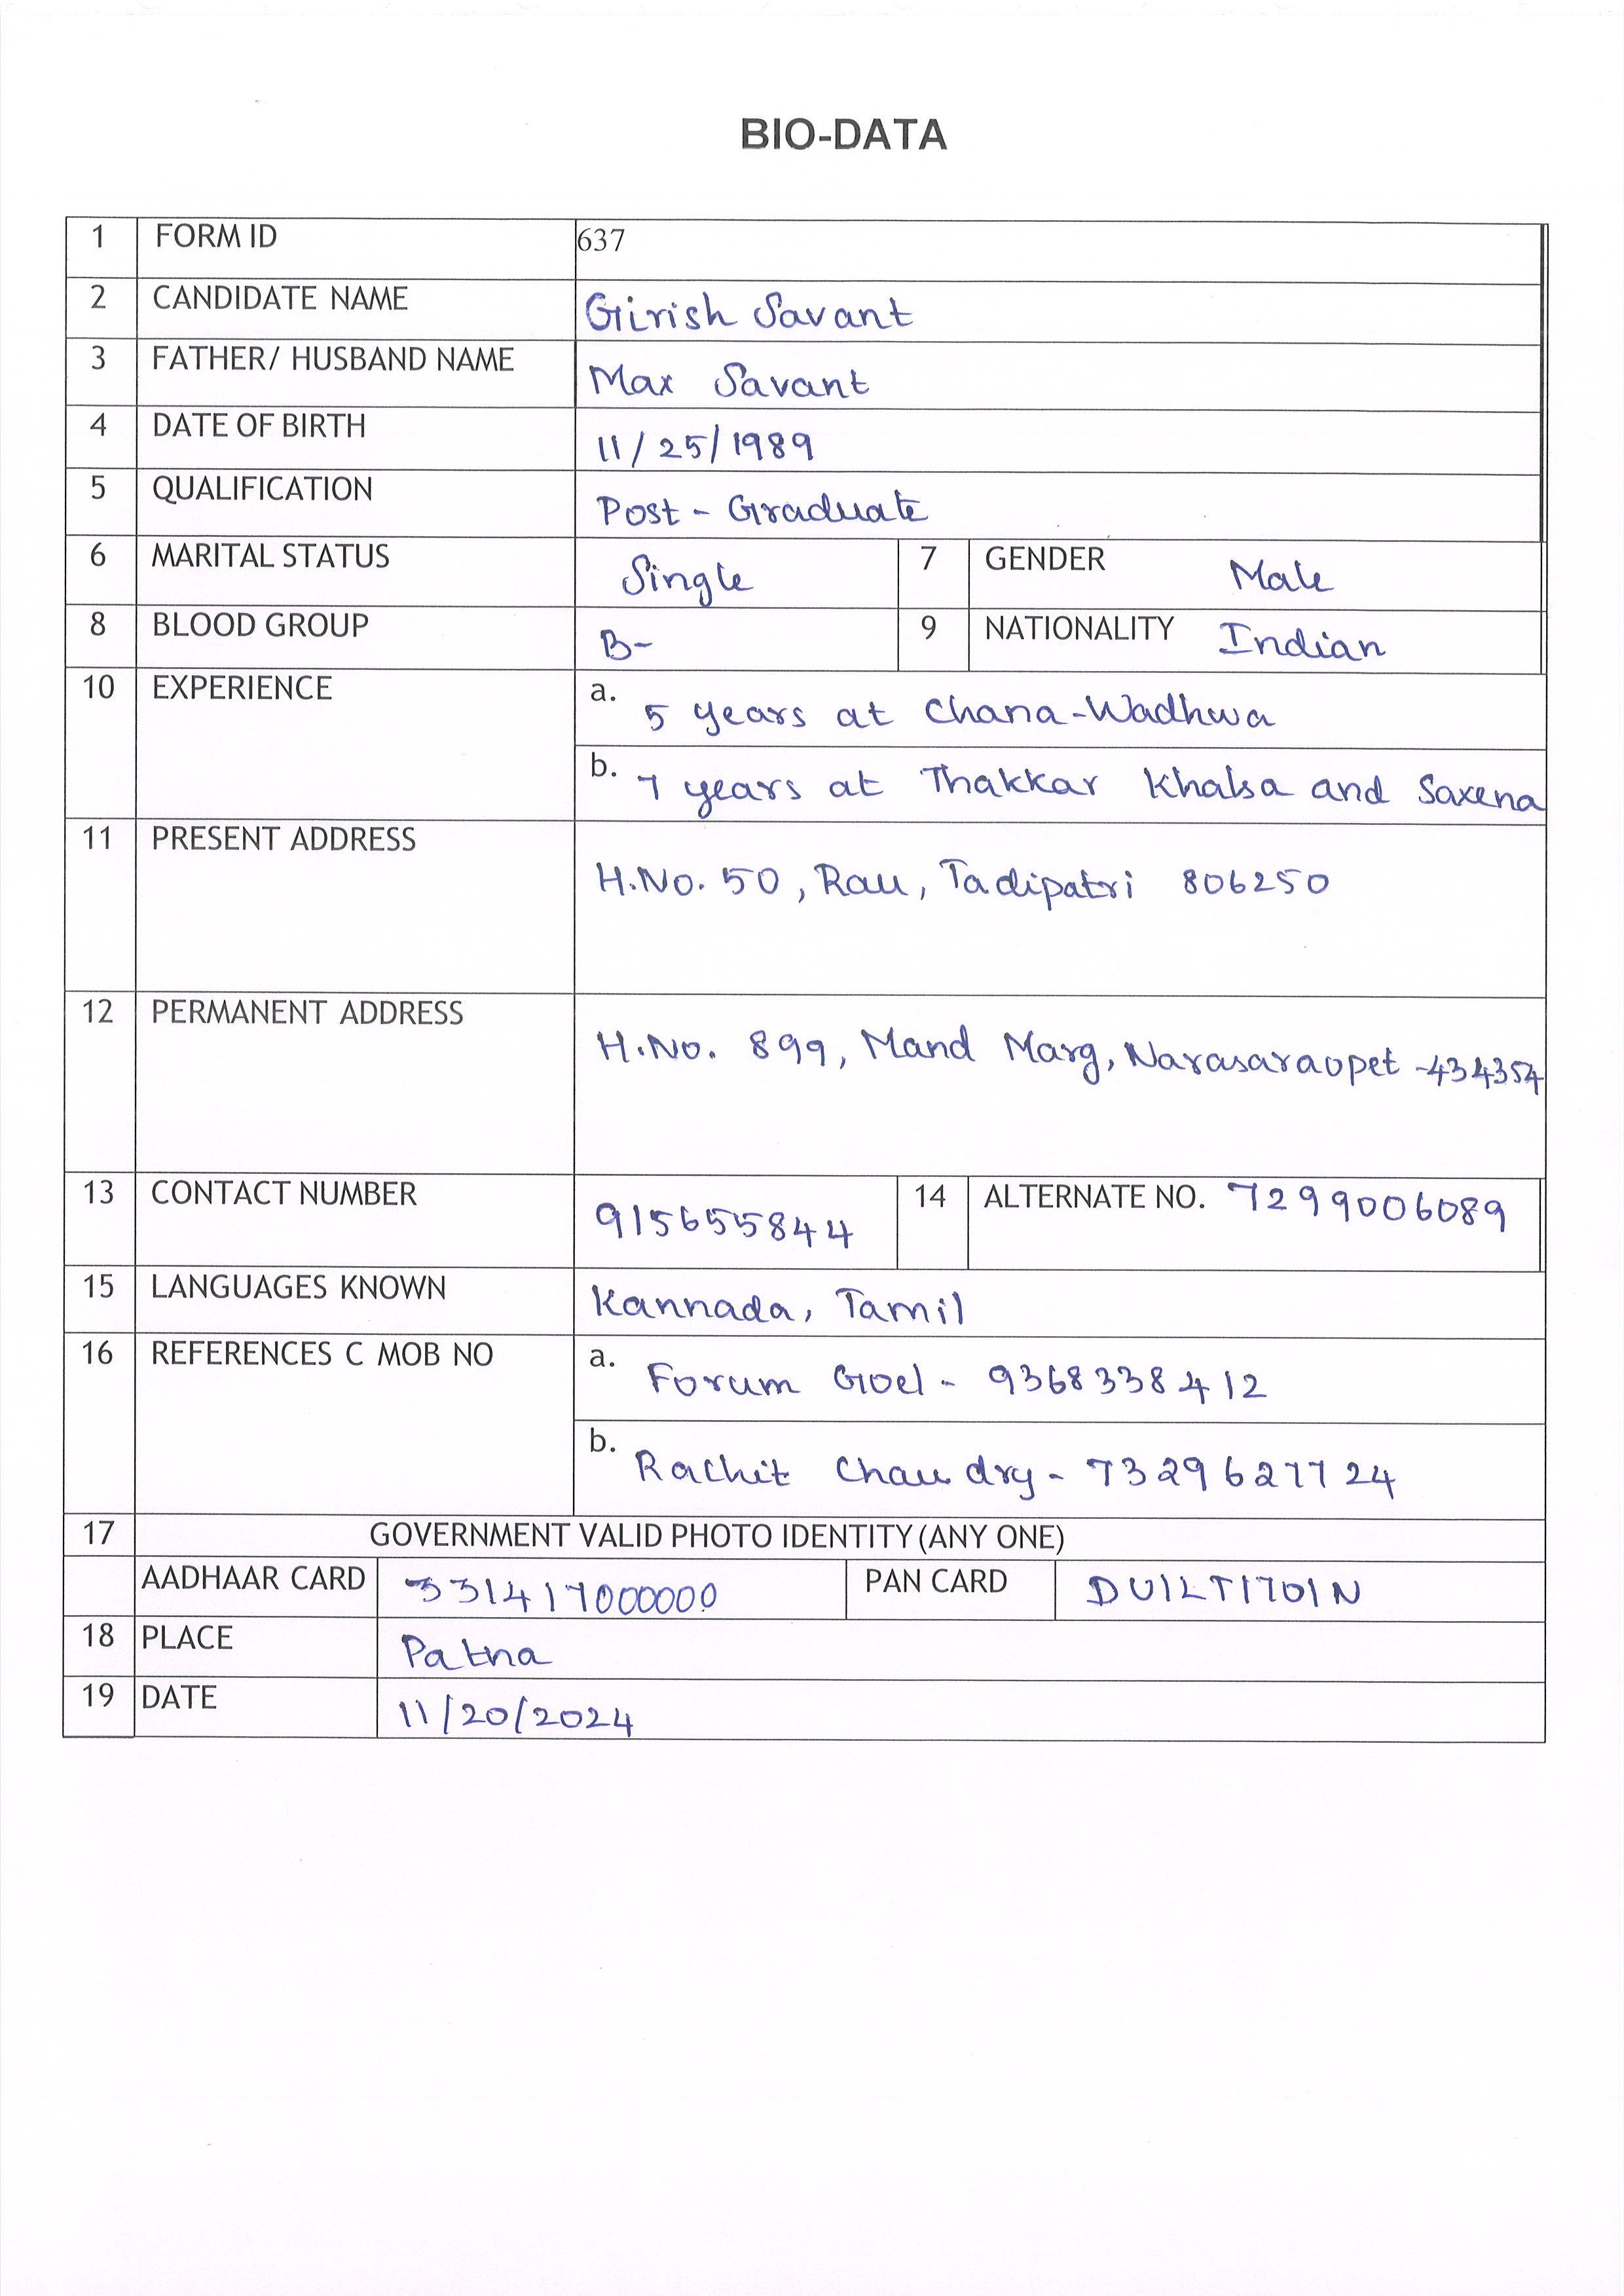 BIO-DATA
1 FORM ID 637
2 CANDIDATE NAME Girish Savant
3 FATHER/ HUSBAND NAME Max Savant
4 DATE OF BIRTH 11/25/1989
5 QUALIFICATION Post-Graduate
6 MARITAL STATUS Single 7 GENDER Male
8 BLOOD GROUP B- 9 NATIONALITY Indian
10 EXPERIENCE a. 5 years at Chana-Wadhwa
b. 7 years at Thakkar Khalsa and Saxena
11 PRESENT ADDRESS
H.No. 50, Rau, Tadipatri 806250
12 PERMANENT ADDRESS
H.No. 899, Mand Marg, Narasaraopet -434354
13 CONTACT NUMBER 915655844 14 ALTERNATE NO. 7299006089
15 LANGUAGES KNOWN Kannada, Tamil
16 REFERENCES C MOB NO a. Forum Goel - 9368338412
b. Rachit Chaudry - 7329627724
17 GOVERNMENT VALID PHOTO IDENTITY (ANY ONE)
AADHAAR CARD 331417000000 PAN CARD DUILT1701N
18 PLACE Patna
19 DATE 11/20/2024